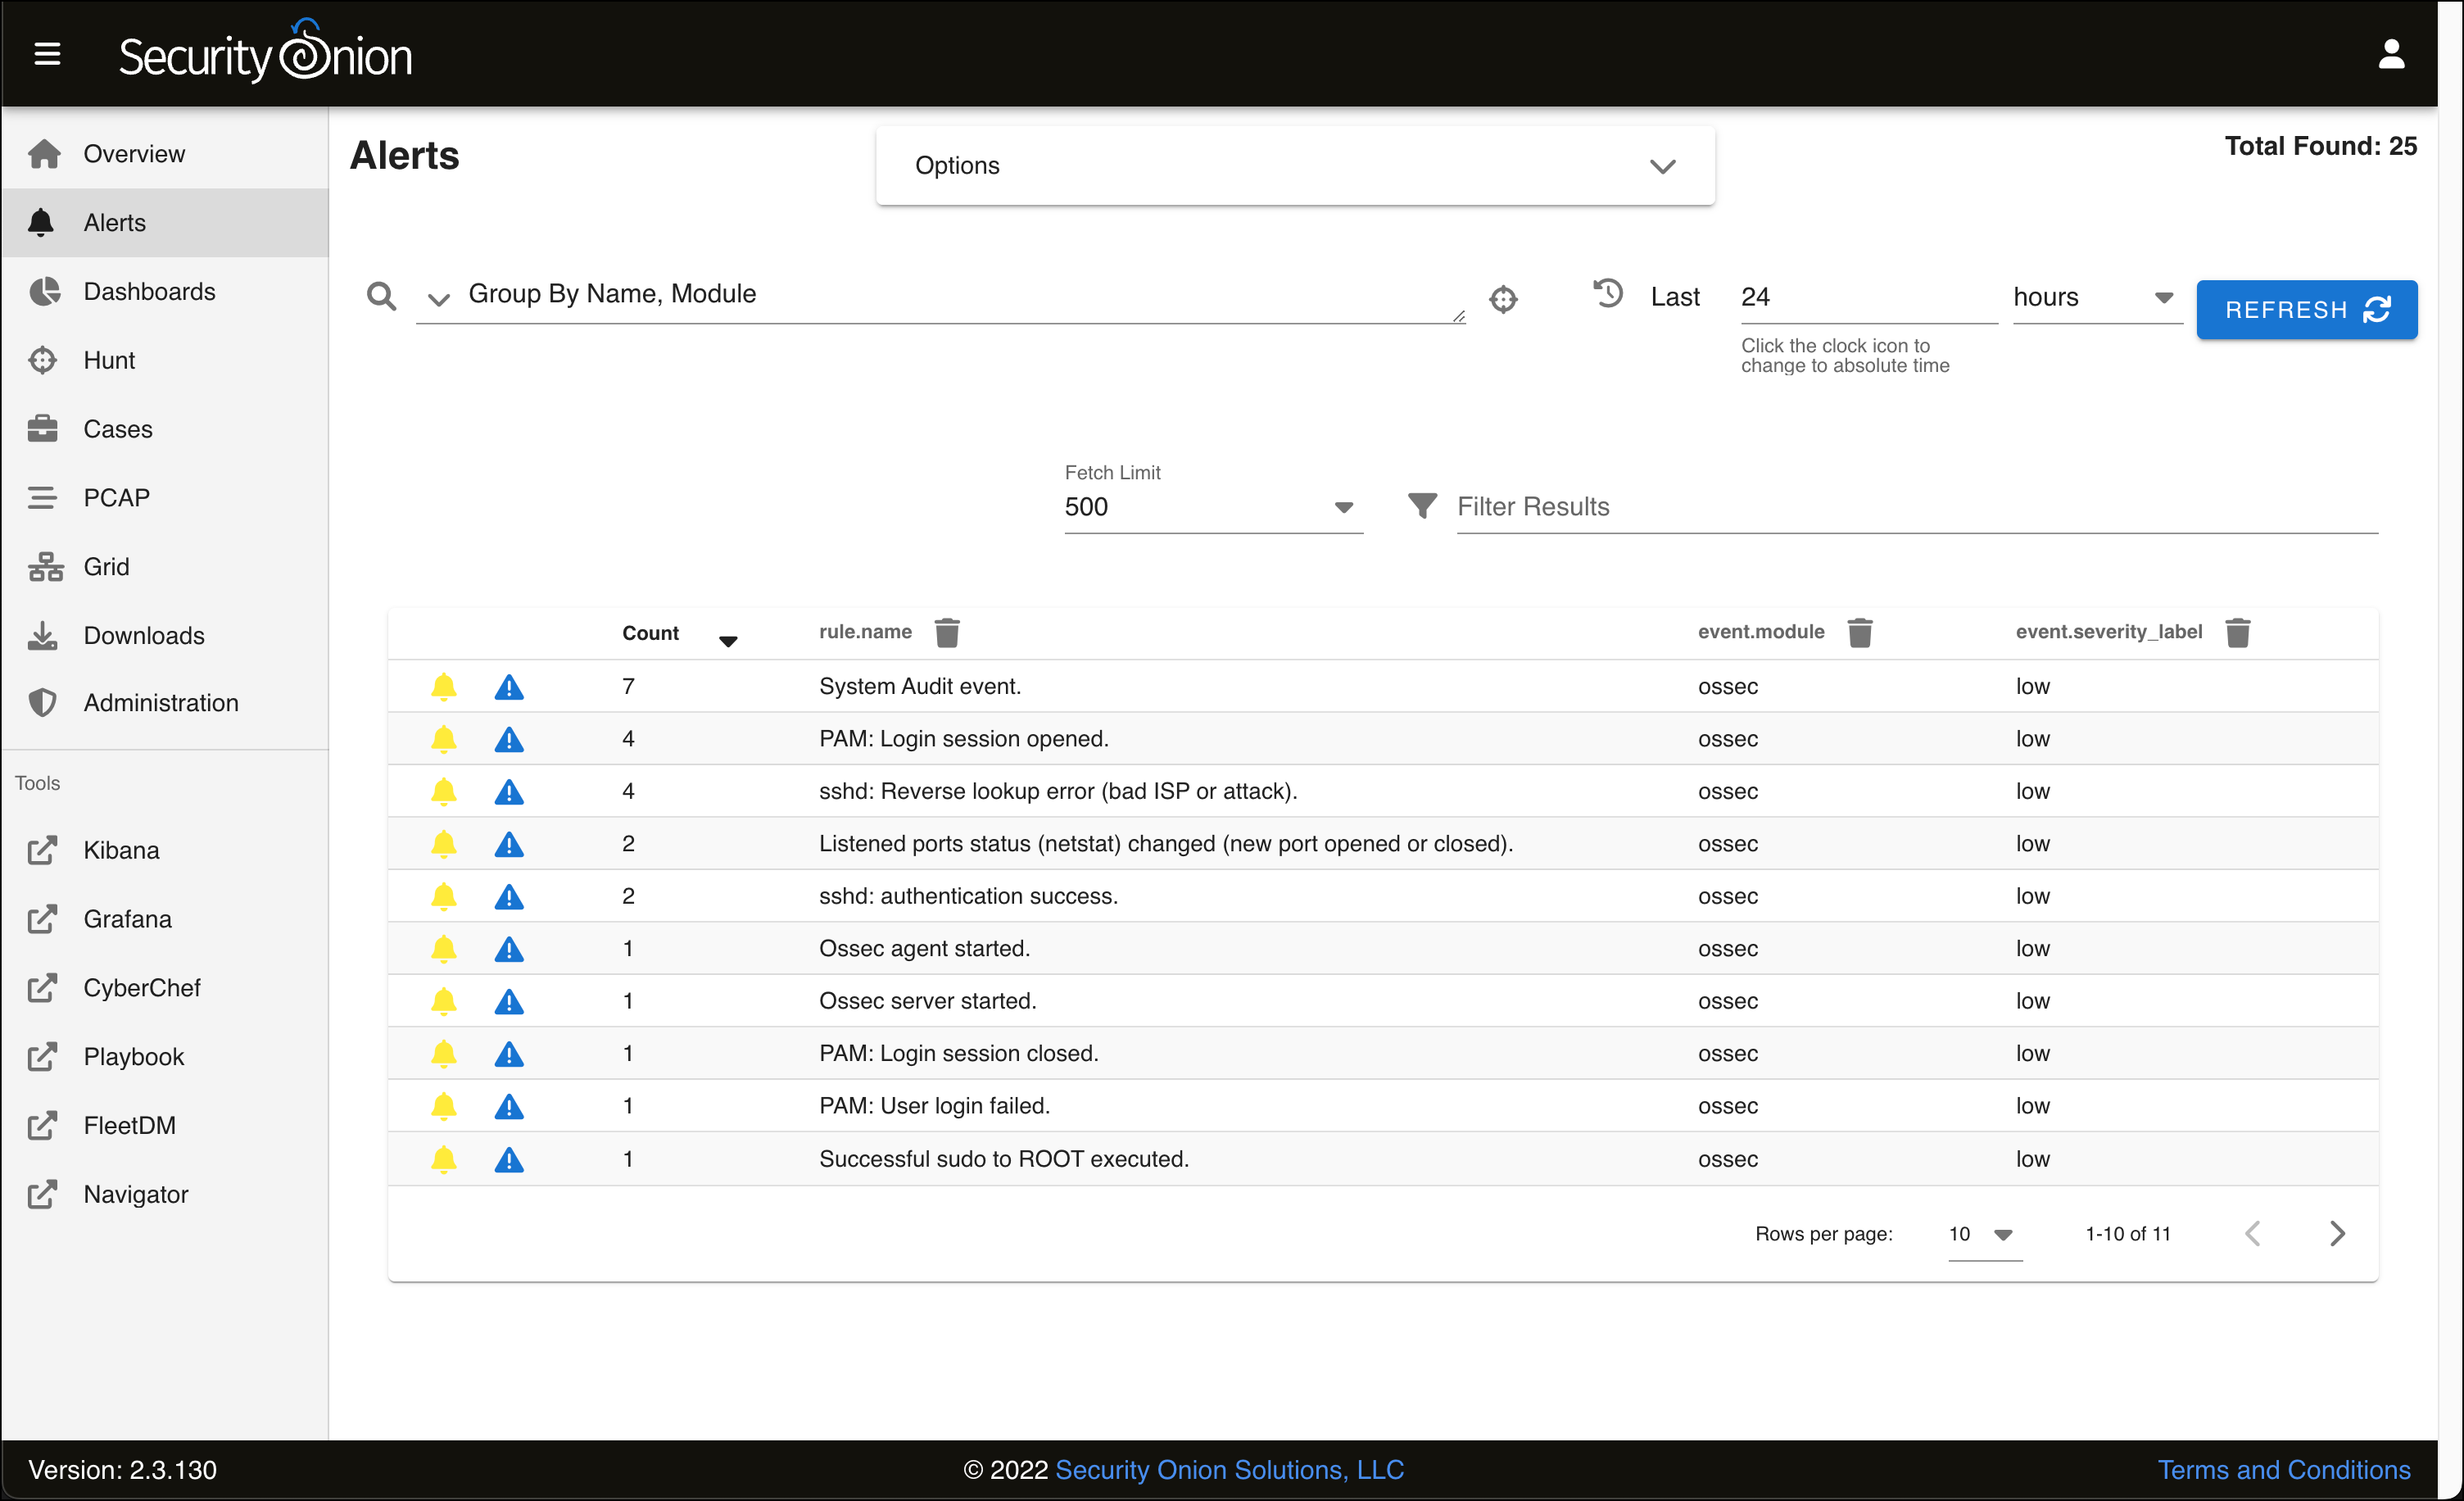 Security Onion
Overview
Alerts
Dashboards
Hunt
Cases
PCAP
Grid
Downloads
Administration
Tools
Kibana
Grafana
CyberChef
Playbook
FleetDM
Navigator
Alerts
Options
Total Found: 25
Group By Name, Module
Last 24 hours
REFRESH
Click the clock icon to
change to absolute time
Fetch Limit
500
Filter Results
Count rule.name event.module event.severity_label
7 System Audit event. ossec low
4 PAM: Login session opened. ossec low
4 sshd: Reverse lookup error (bad ISP or attack). ossec low
2 Listened ports status (netstat) changed (new port opened or closed). ossec low
2 sshd: authentication success. ossec low
1 Ossec agent started. ossec low
1 Ossec server started. ossec low
1 PAM: Login session closed. ossec low
1 PAM: User login failed. ossec low
1 Successful sudo to ROOT executed. ossec low
Rows per page: 10 1-10 of 11
Version: 2.3.130
© 2022 Security Onion Solutions, LLC
Terms and Conditions